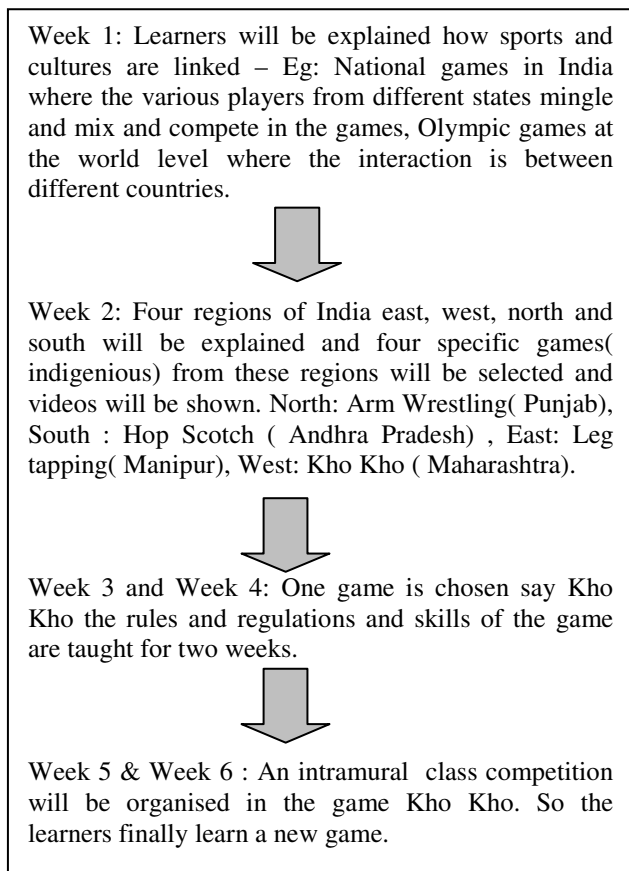 Week 1: Learners will be explained how sports and
cultures are linked – Eg: National games in India
where the various players from different states mingle
and mix and compete in the games, Olympic games at
the world level where the interaction is between
different countries.
Week 2: Four regions of India east, west, north and
south will be explained and four specific games(
indigenious) from these regions will be selected and
videos will be shown. North: Arm Wrestling( Punjab),
South : Hop Scotch ( Andhra Pradesh) , East: Leg
tapping( Manipur), West: Kho Kho ( Maharashtra).
Week 3 and Week 4: One game is chosen say Kho
Kho the rules and regulations and skills of the game
are taught for two weeks.
Week 5 & Week 6 : An intramural class competition
will be organised in the game Kho Kho. So the
learners finally learn a new game.